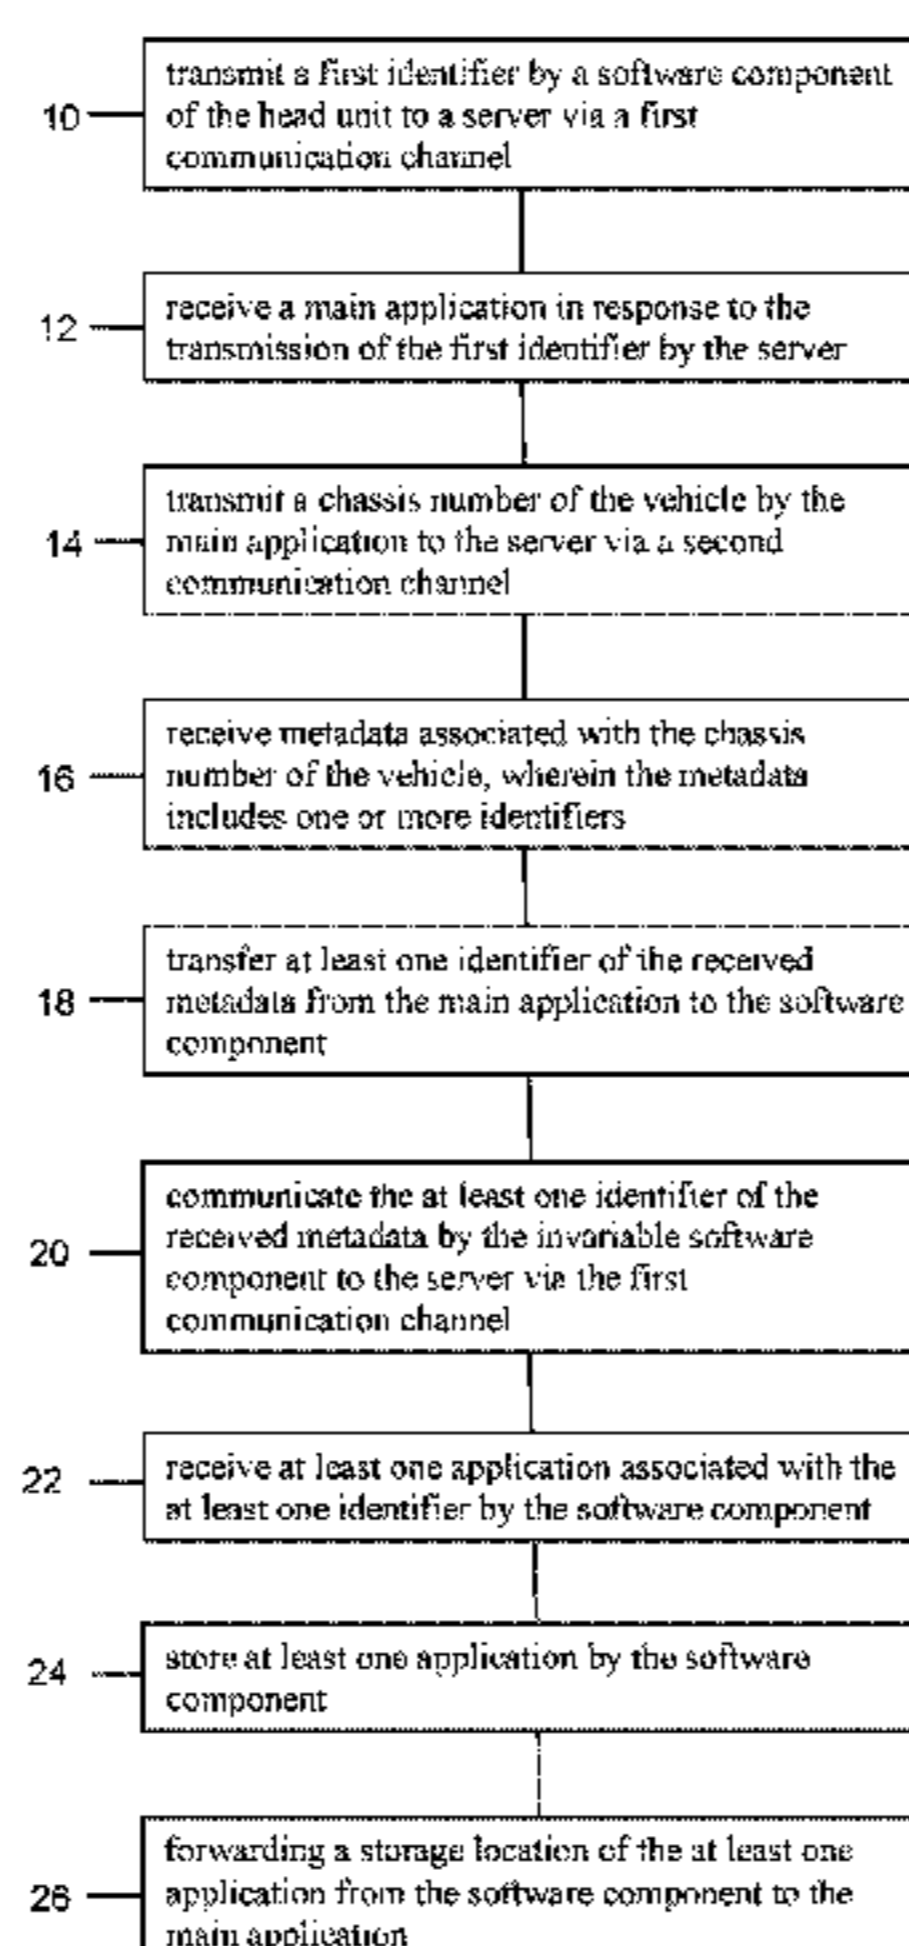 transmit a first identifier by a software component
10 of the head unit to a server via a first
communication channel
receive a main application in response to the
12 transmission of the first identifier by the server
transmit a chassis number of the vehicle by the
14 main application to the server via a second
communication channel
receive metadata associated with the chassis
16 number of the vehicle, wherein the metadata
includes one or more identifiers
transfer at least one identifier of the received
18 metadata from the main application to the software
component
communicate the at least one identifier of the
received metadata by the invariable software
20 component to the server via the first
communication channel
22 receive at least one application associated with the
at least one identifier by the software component
24 store at least one application by the software
component
forwarding a storage location of the at least one
26 application from the software component to the
main application